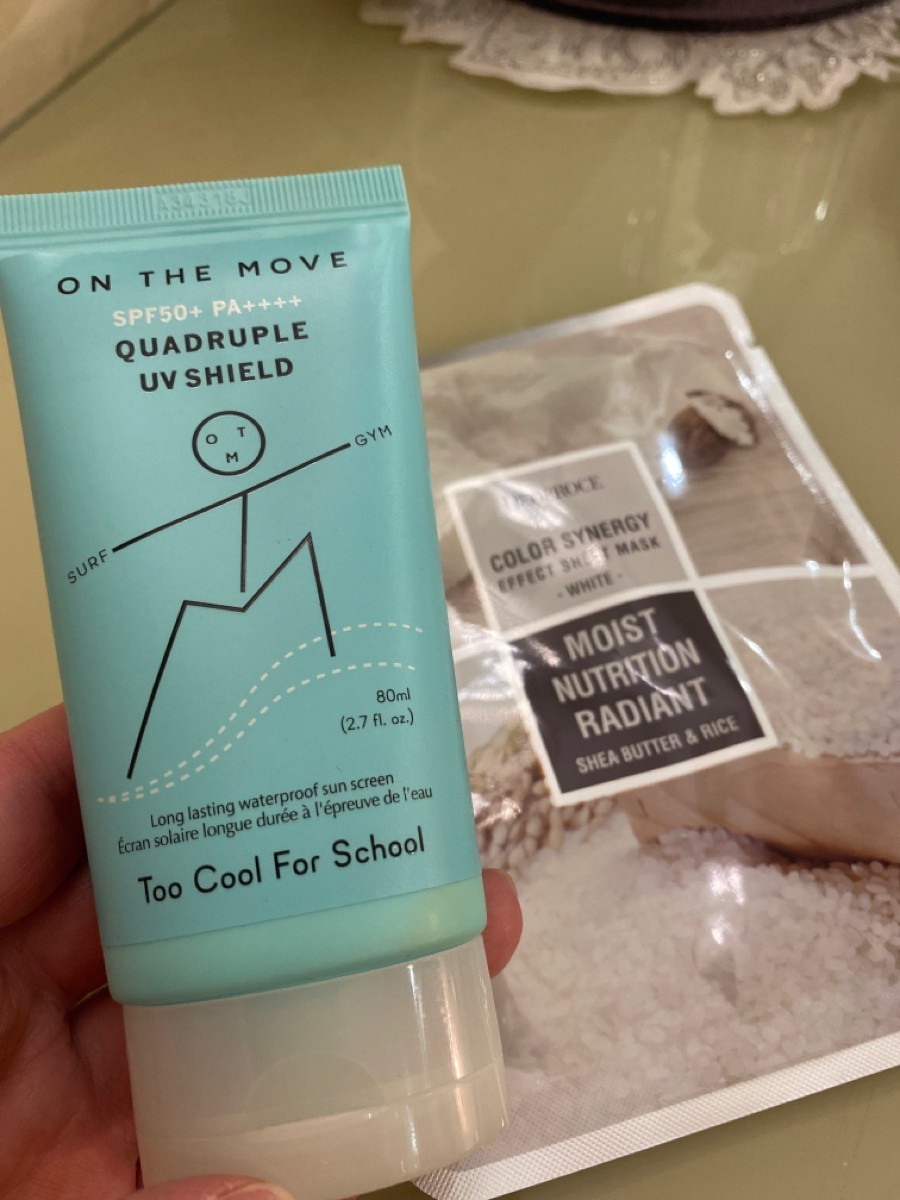 ON THE MOVE
SPF50+ PA++++
QUADRUPLE
UV SHIELD
O T
M
GYM
SURF
80ml
(2.7 fl. oz.)
Long lasting waterproof sun screen
Écran solaire longue durée à l'épreuve de l'eau
Too Cool For School
COLOR SYNERGY
EFFECT SHEET MASK
- WHITE -
MOIST
NUTRITION
RADIANT
SHEA BUTTER & RICE